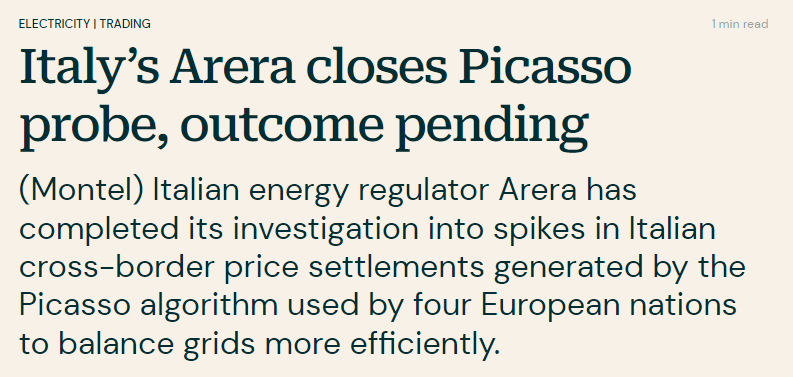 ELECTRICITY | TRADING
1 min read
Italy’s Arera closes Picasso
probe, outcome pending
(Montel) Italian energy regulator Arera has
completed its investigation into spikes in Italian
cross-border price settlements generated by the
Picasso algorithm used by four European nations
to balance grids more efficiently.